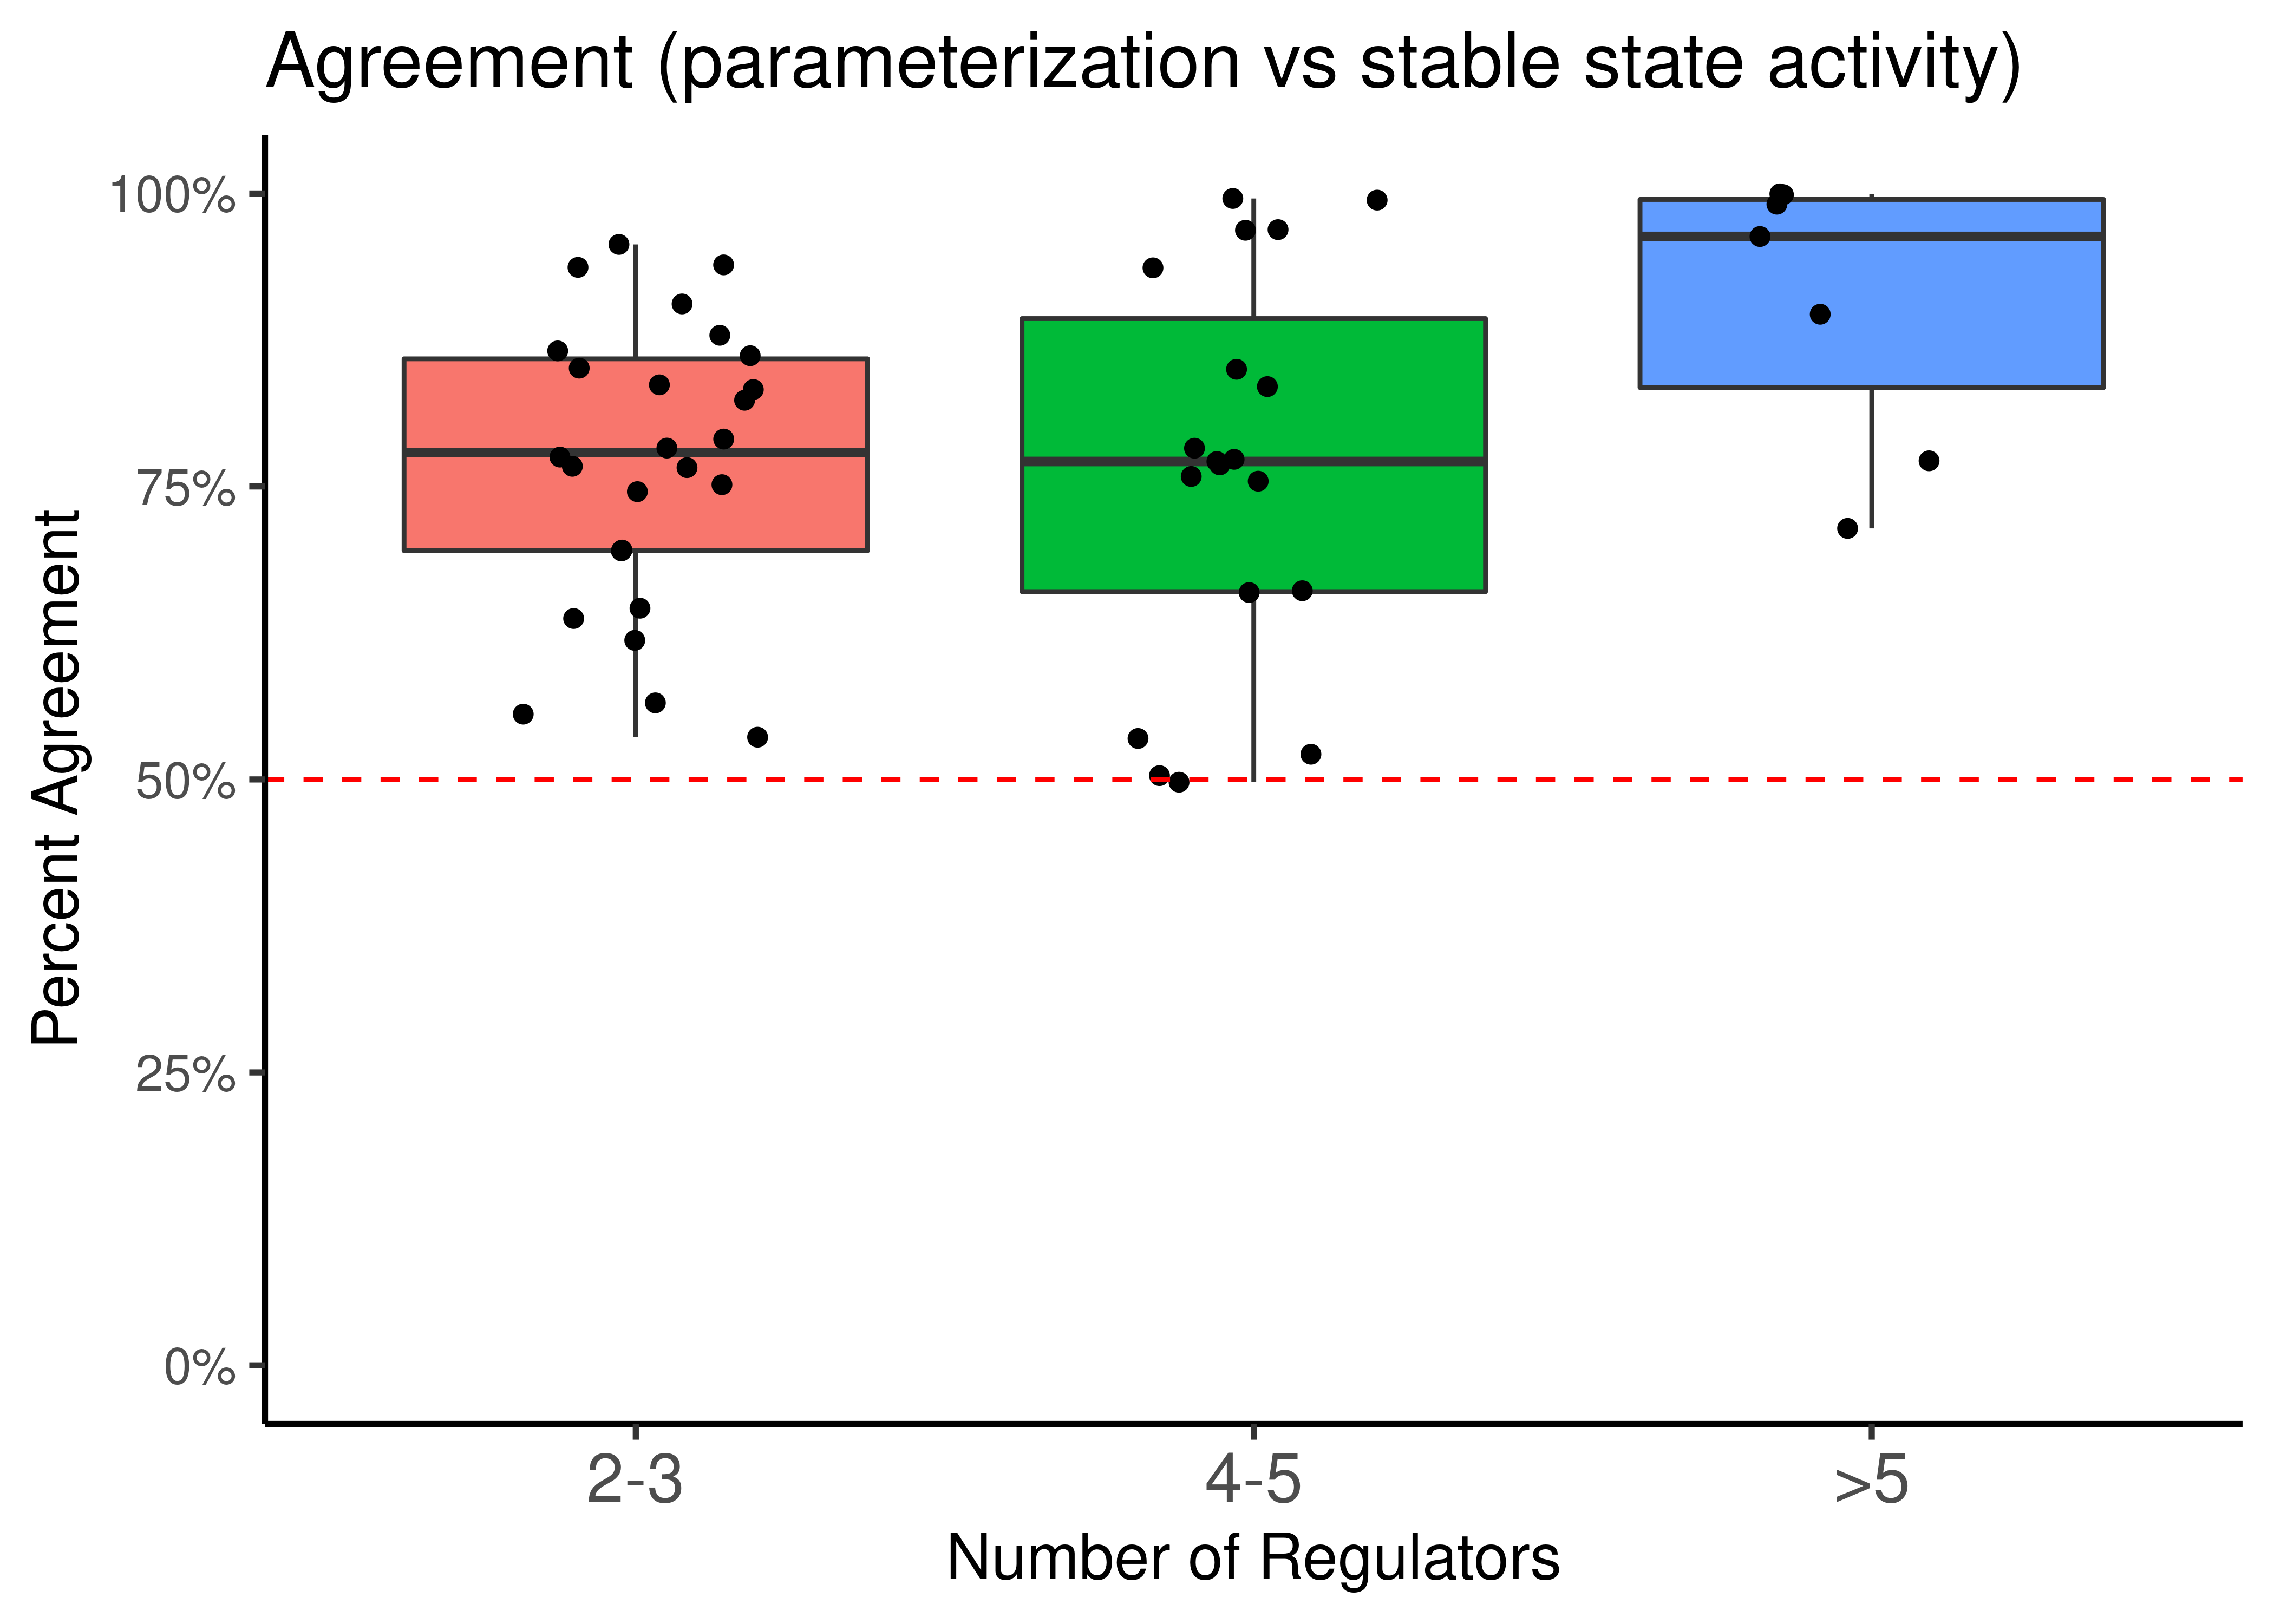 Agreement (parameterization vs stable state activity)
Percent Agreement
100%
75%
50%
25%
0%
2-3
4-5
>5
Number of Regulators